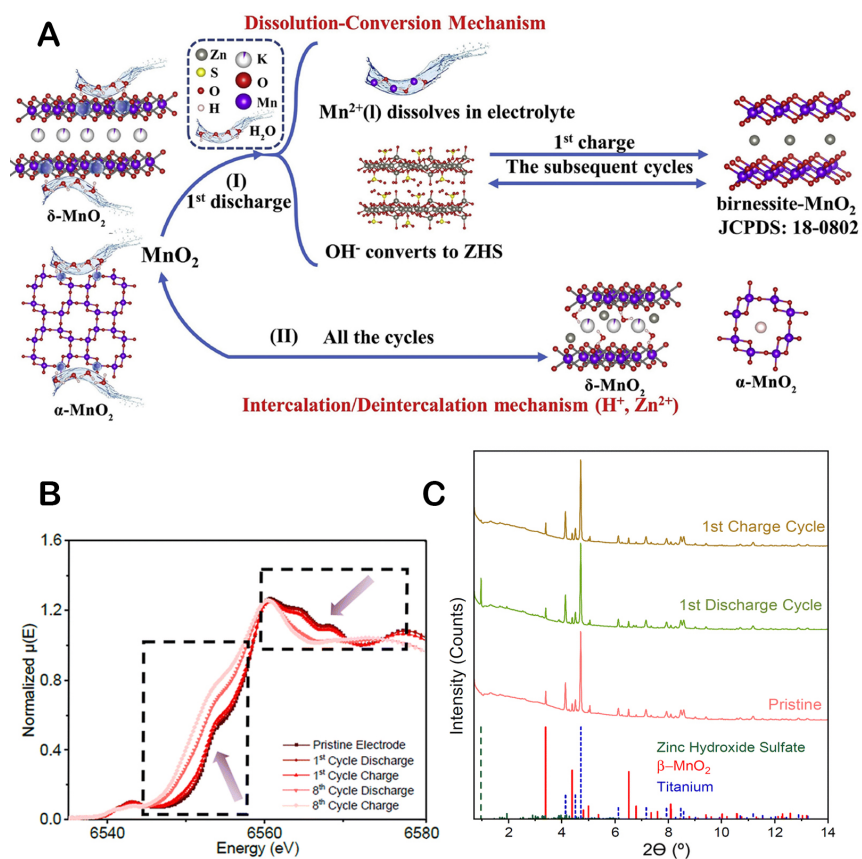 A
Dissolution-Conversion Mechanism
Zn
K
S
O
O
H
Mn
H₂O
Mn²⁺(l) dissolves in electrolyte
1ˢᵗ charge
The subsequent cycles
birnessite-MnO₂
JCPDS: 18-0802
(I)
1ˢᵗ discharge
δ-MnO₂
MnO₂
OH⁻ converts to ZHS
(II)
All the cycles
α-MnO₂
δ-MnO₂
α-MnO₂
Intercalation/Deintercalation mechanism (H⁺, Zn²⁺)
B
Normalized μ(E)
1.6
1.2
0.8
0.4
0.0
6540
6560
6580
Energy (eV)
Pristine Electrode
1ˢᵗ Cycle Discharge
1ˢᵗ Cycle Charge
8ᵗʰ Cycle Discharge
8ᵗʰ Cycle Charge
C
Intensity (Counts)
1st Charge Cycle
1st Discharge Cycle
Pristine
Zinc Hydroxide Sulfate
β-MnO₂
Titanium
2
4
6
8
10
12
14
2Θ (º)